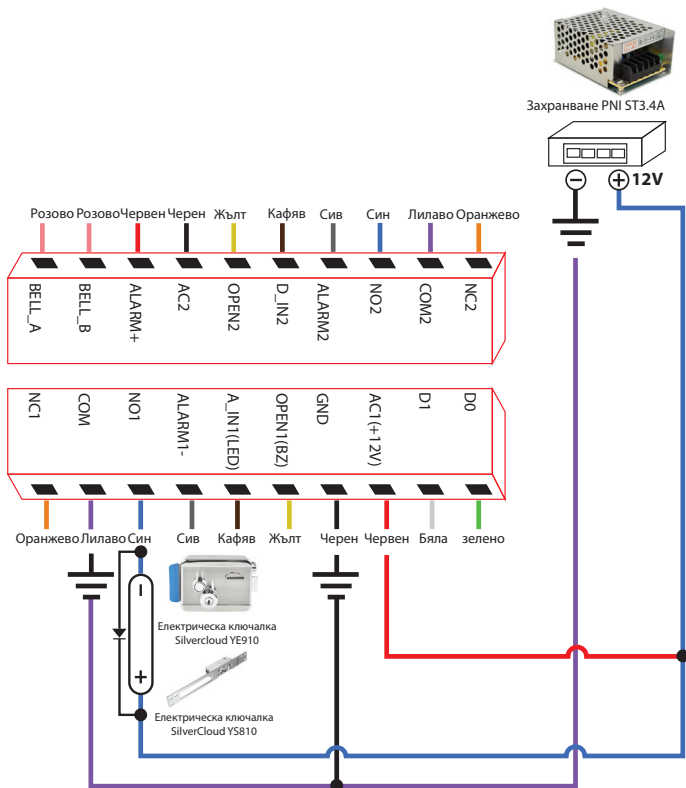 Захранване PNI ST3.4A
12V
Розово Розово Червен Черен Жълт Кафяв Сив Син Лилаво Оранжево
BELL_A BELL_B ALARM+ AC2 OPEN2 D_IN2 ALARM2 NO2 COM2 NC2
NC1 COM NO1 ALARM1- A_IN1(LED) OPEN1(BZ) GND AC1(+12V) D1 D0
Оранжево Лилаво Син Сив Кафяв Жълт Черен Червен Бяла зелено
Електрическа ключалка
Silvercloud YE910
Електрическа ключалка
SilverCloud YS810